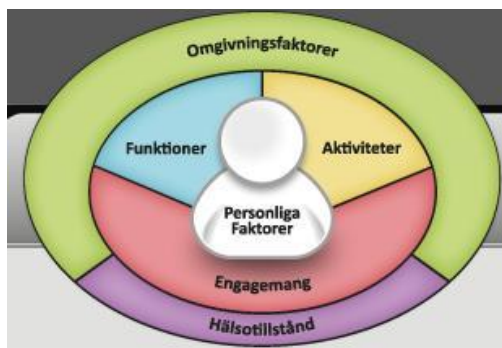 Omgivningsfaktorer
Funktioner
Aktiviteter
Personliga
Faktorer
Engagemang
Hälsotillstånd